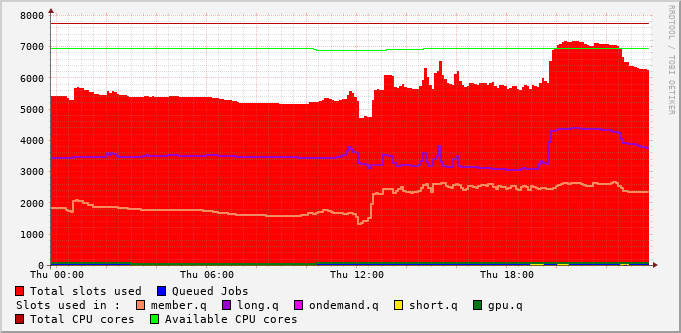 RRDTOOL / TOBI OETIKER
8000
7000
6000
5000
4000
3000
2000
1000
0
Thu 00:00 Thu 06:00 Thu 12:00 Thu 18:00
Total slots used Queued Jobs
Slots used in : member.q long.q ondemand.q short.q gpu.q
Total CPU cores Available CPU cores